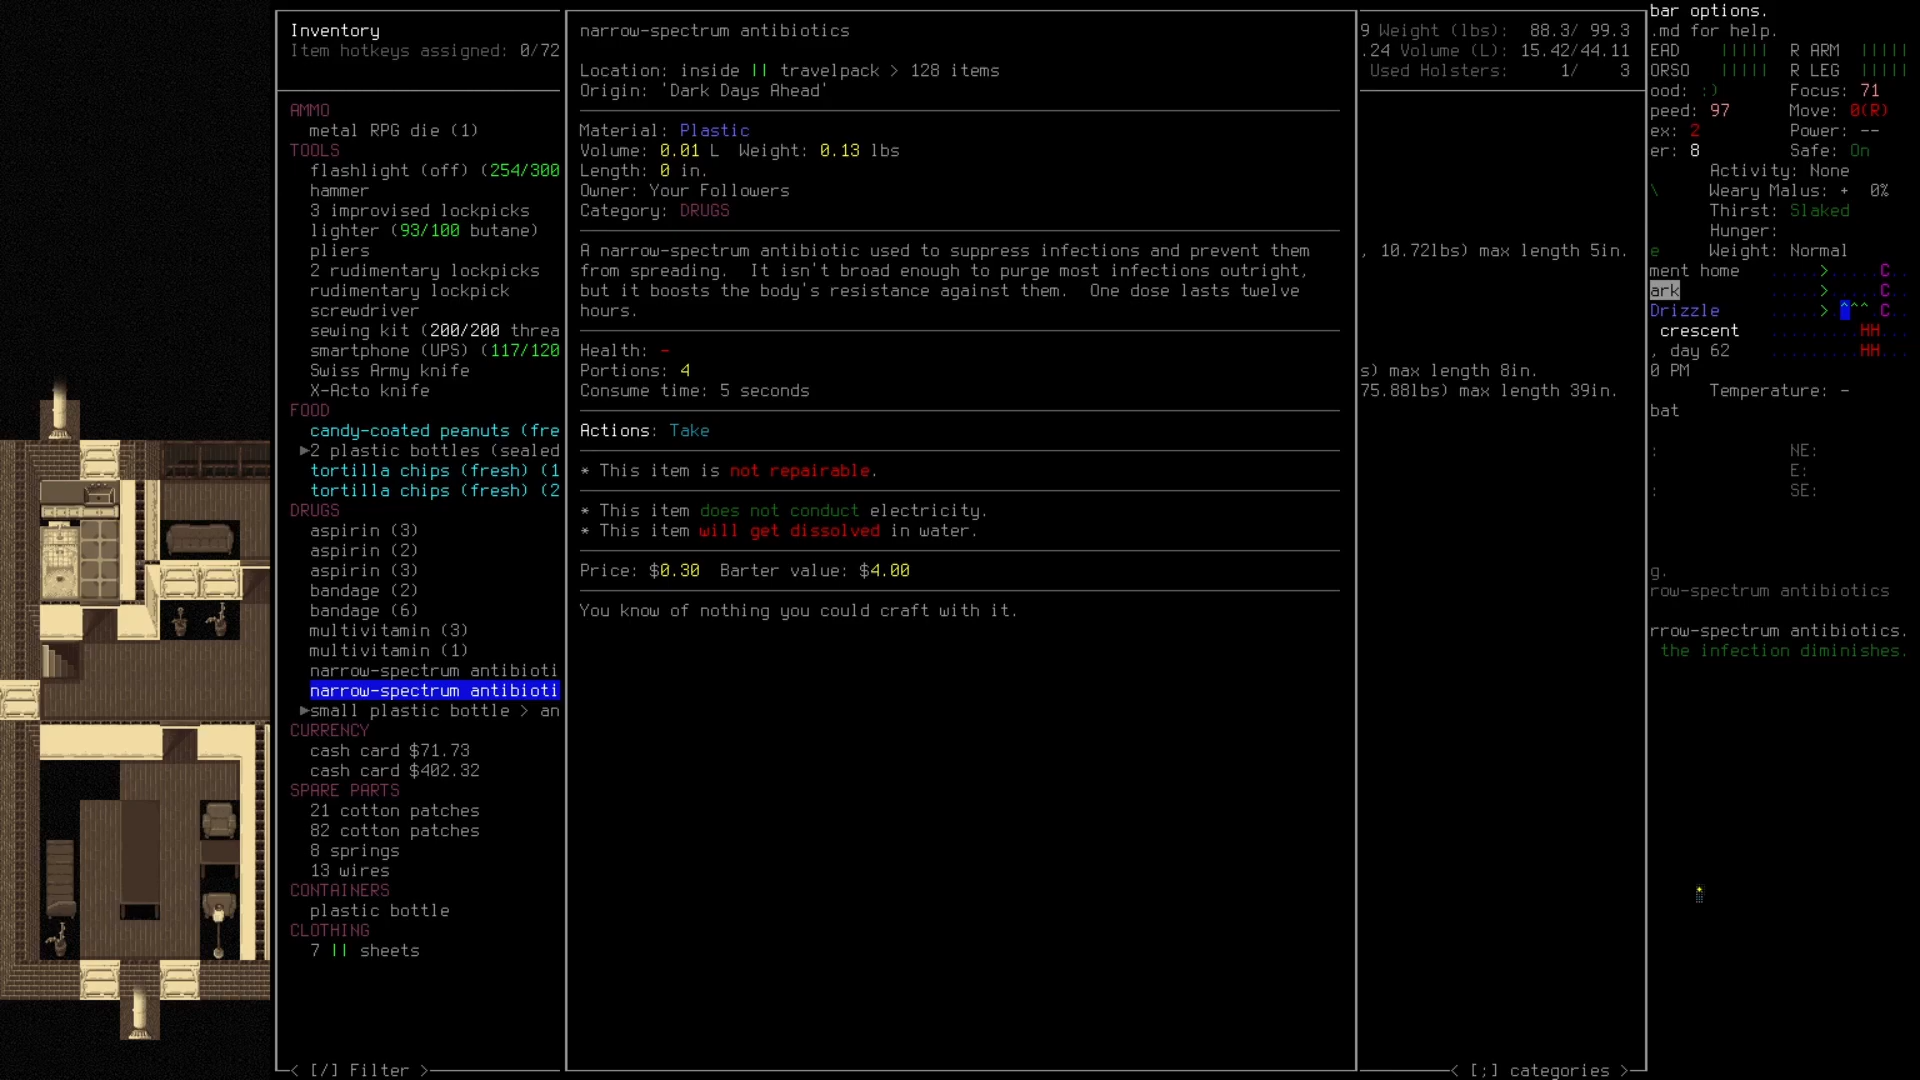 Inventory
Item hotkeys assigned: 0/72
AMMO
metal RPG die (1)
TOOLS
flashlight (off) (254/300
hammer
3 improvised lockpicks
lighter (93/100 butane)
pliers
2 rudimentary lockpicks
rudimentary lockpick
screwdriver
sewing kit (200/200 threa
smartphone (UPS) (117/120
Swiss Army knife
X-Acto knife
FOOD
candy-coated peanuts (fre
▶2 plastic bottles (sealed
tortilla chips (fresh) (1
tortilla chips (fresh) (2
DRUGS
aspirin (3)
aspirin (2)
aspirin (3)
bandage (2)
bandage (6)
multivitamin (3)
multivitamin (1)
narrow-spectrum antibioti
narrow-spectrum antibioti
▶small plastic bottle > an
CURRENCY
cash card $71.73
cash card $402.32
SPARE PARTS
21 cotton patches
82 cotton patches
8 springs
13 wires
CONTAINERS
plastic bottle
CLOTHING
7 || sheets
< [/] Filter >
narrow-spectrum antibiotics
Location: inside || travelpack > 128 items
Origin: 'Dark Days Ahead'
Material: Plastic
Volume: 0.01 L  Weight: 0.13 lbs
Length: 0 in.
Owner: Your Followers
Category: DRUGS
A narrow-spectrum antibiotic used to suppress infections and prevent them
from spreading.  It isn't broad enough to purge most infections outright,
but it boosts the body's resistance against them.  One dose lasts twelve
hours.
Health: -
Portions: 4
Consume time: 5 seconds
Actions: Take
* This item is not repairable.
* This item does not conduct electricity.
* This item will get dissolved in water.
Price: $0.30  Barter value: $4.00
You know of nothing you could craft with it.
9 Weight (lbs): 88.3/ 99.3
.24 Volume (L): 15.42/44.11
Used Holsters: 1/ 3
, 10.72lbs) max length 5in.
s) max length 8in.
75.88lbs) max length 39in.
< [;] categories >
bar options.
.md for help.
EAD ||||| R ARM |||||
ORSO ||||| R LEG |||||
ood: :) Focus: 71
peed: 97 Move: 0(R)
ex: 2 Power: --
er: 8 Safe: On
Activity: None
\ Weary Malus: + 0%
Thirst: Slaked
Hunger:
e Weight: Normal
ment home .....>.....C..
ark .....>.....C..
Drizzle .....>.^^^.C..
crescent .........HH...
, day 62 .........HH...
0 PM
Temperature: -
bat
: NE:
E:
: SE:
g.
row-spectrum antibiotics
rrow-spectrum antibiotics.
the infection diminishes.